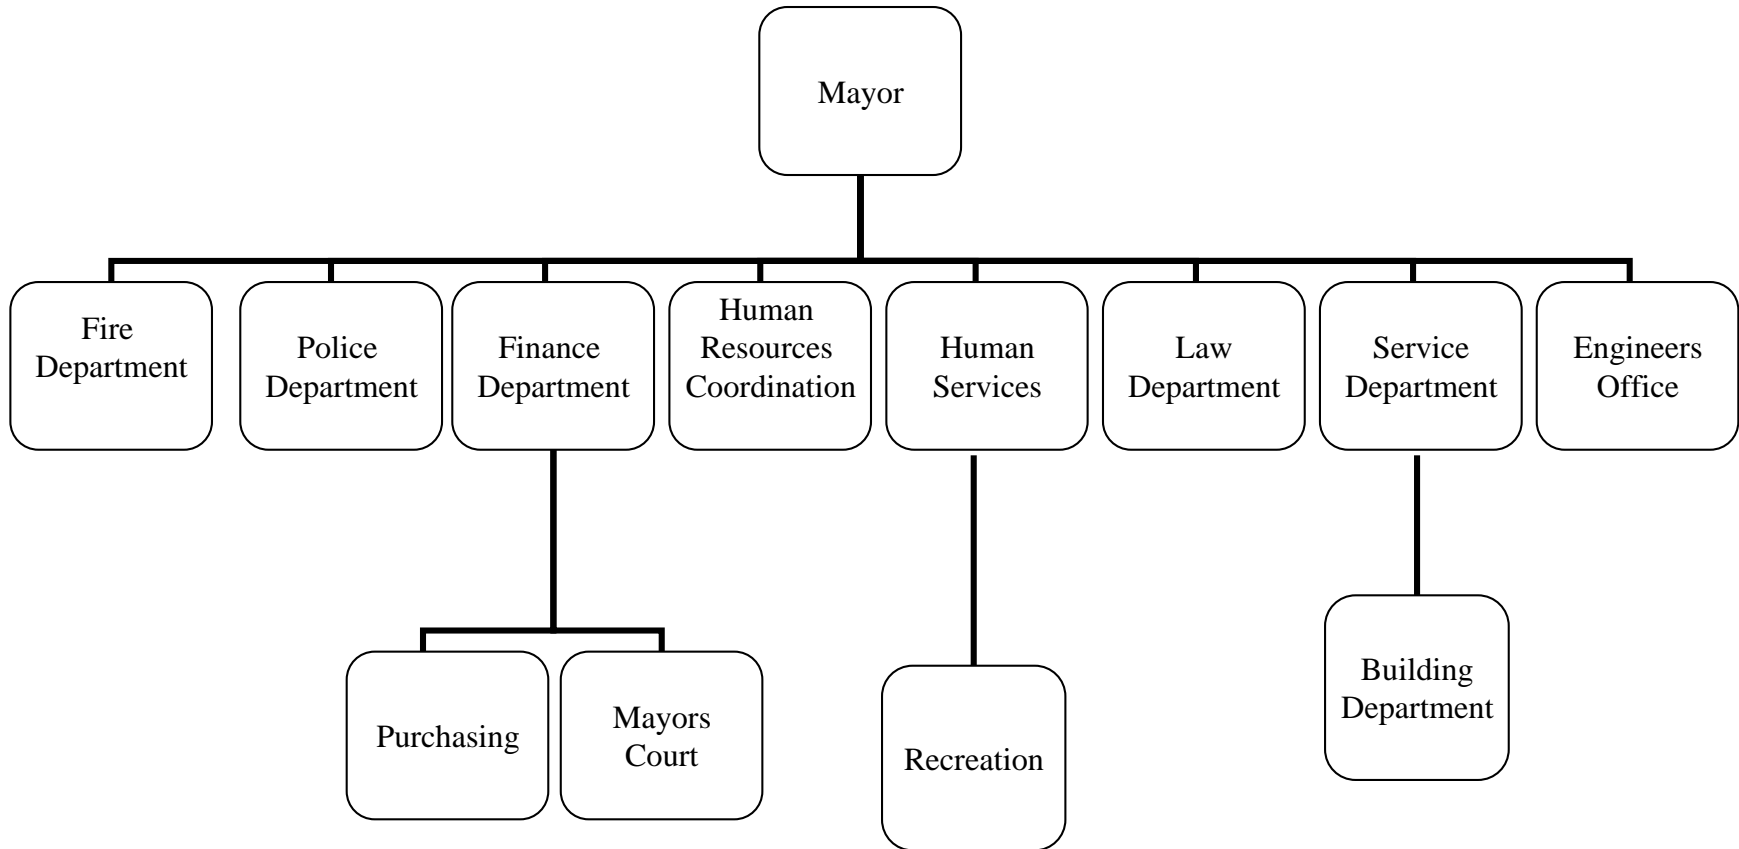 Mayor
Fire
Department
Police
Department
Finance
Department
Human
Resources
Coordination
Human
Services
Law
Department
Service
Department
Engineers
Office
Purchasing
Mayors
Court
Recreation
Building
Department